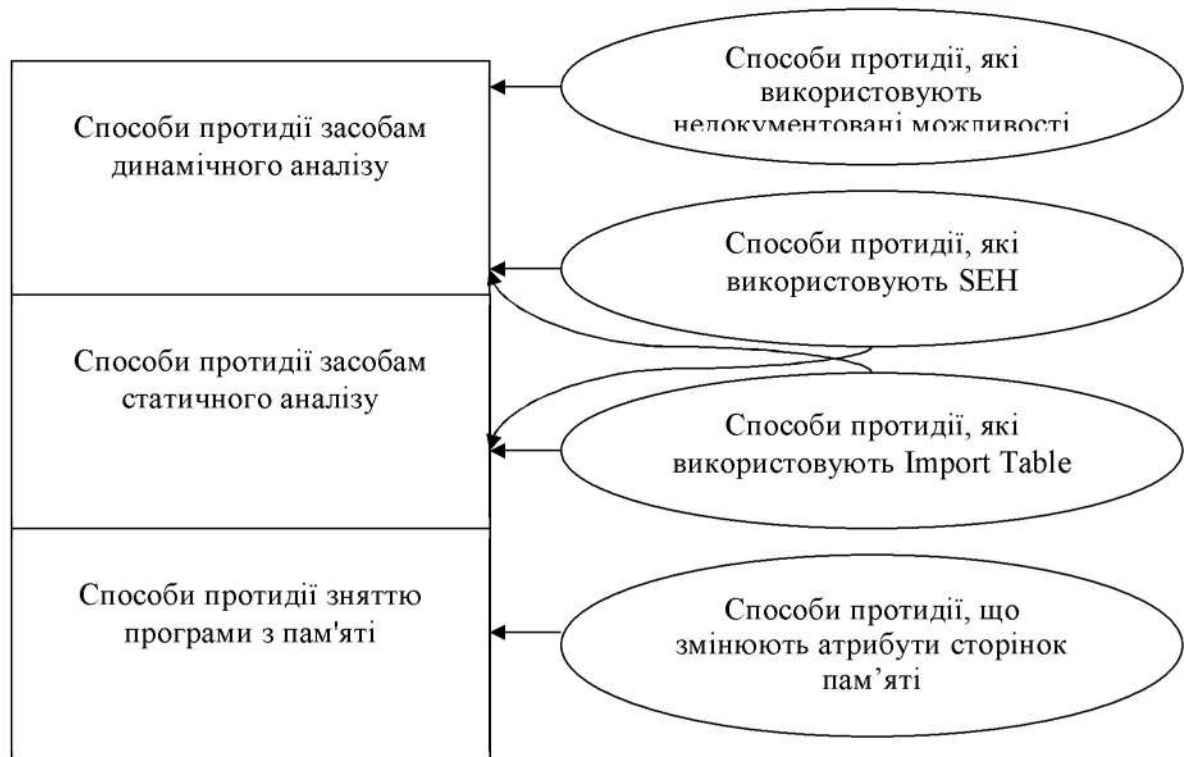 Способи протидії засобам
динамічного аналізу
Способи протидії засобам
статичного аналізу
Способи протидії зняттю
програми з пам'яті
Способи протидії, які
використовують
недокументовані можливості
Способи протидії, які
використовують SEH
Способи протидії, які
використовують Import Table
Способи протидії, що
змінюють атрибути сторінок
пам’яті